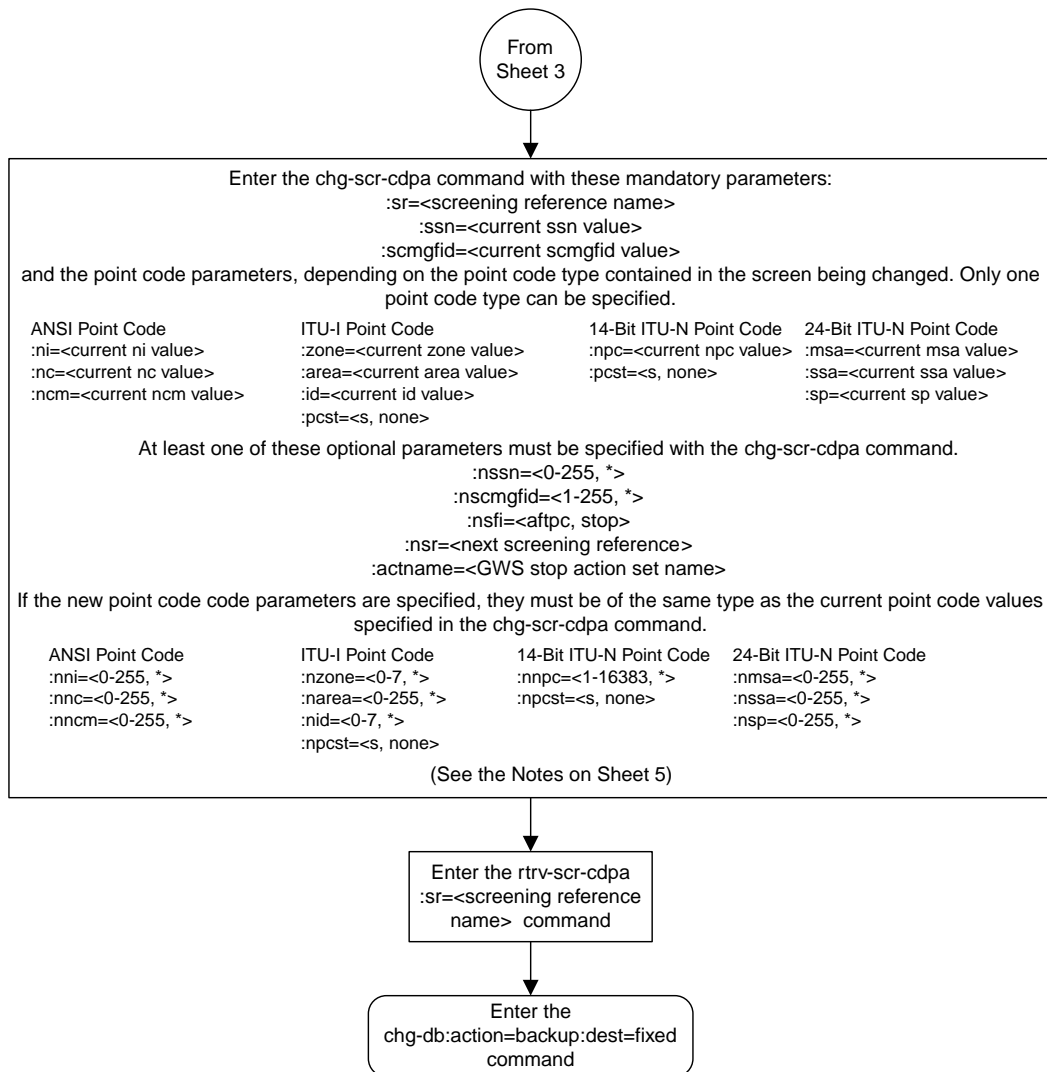 From
Sheet 3
Enter the chg-scr-cdpa command with these mandatory parameters:
:sr=<screening reference name>
:ssn=<current ssn value>
:scmgfid=<current scmgfid value>
and the point code parameters, depending on the point code type contained in the screen being changed. Only one
point code type can be specified.
ANSI Point Code
:ni=<current ni value>
:nc=<current nc value>
:ncm=<current ncm value>
ITU-I Point Code
:zone=<current zone value>
:area=<current area value>
:id=<current id value>
:pcst=<s, none>
14-Bit ITU-N Point Code
:npc=<current npc value>
:pcst=<s, none>
24-Bit ITU-N Point Code
:msa=<current msa value>
:ssa=<current ssa value>
:sp=<current sp value>
At least one of these optional parameters must be specified with the chg-scr-cdpa command.
:nssn=<0-255, *>
:nscmgfid=<1-255, *>
:nsfi=<aftpc, stop>
:nsr=<next screening reference>
:actname=<GWS stop action set name>
If the new point code code parameters are specified, they must be of the same type as the current point code values
specified in the chg-scr-cdpa command.
ANSI Point Code
:nni=<0-255, *>
:nnc=<0-255, *>
:nncm=<0-255, *>
ITU-I Point Code
:nzone=<0-7, *>
:narea=<0-255, *>
:nid=<0-7, *>
:npcst=<s, none>
14-Bit ITU-N Point Code
:nnpc=<1-16383, *>
:npcst=<s, none>
24-Bit ITU-N Point Code
:nmsa=<0-255, *>
:nssa=<0-255, *>
:nsp=<0-255, *>
(See the Notes on Sheet 5)
Enter the rtrv-scr-cdpa
:sr=<screening reference
name> command
Enter the
chg-db:action=backup:dest=fixed
command